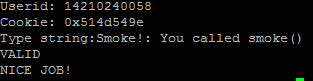 Userid: 14210240058
Cookie: 0x514d549e
Type string:Smoke!: You called smoke()
VALID
NICE JOB!